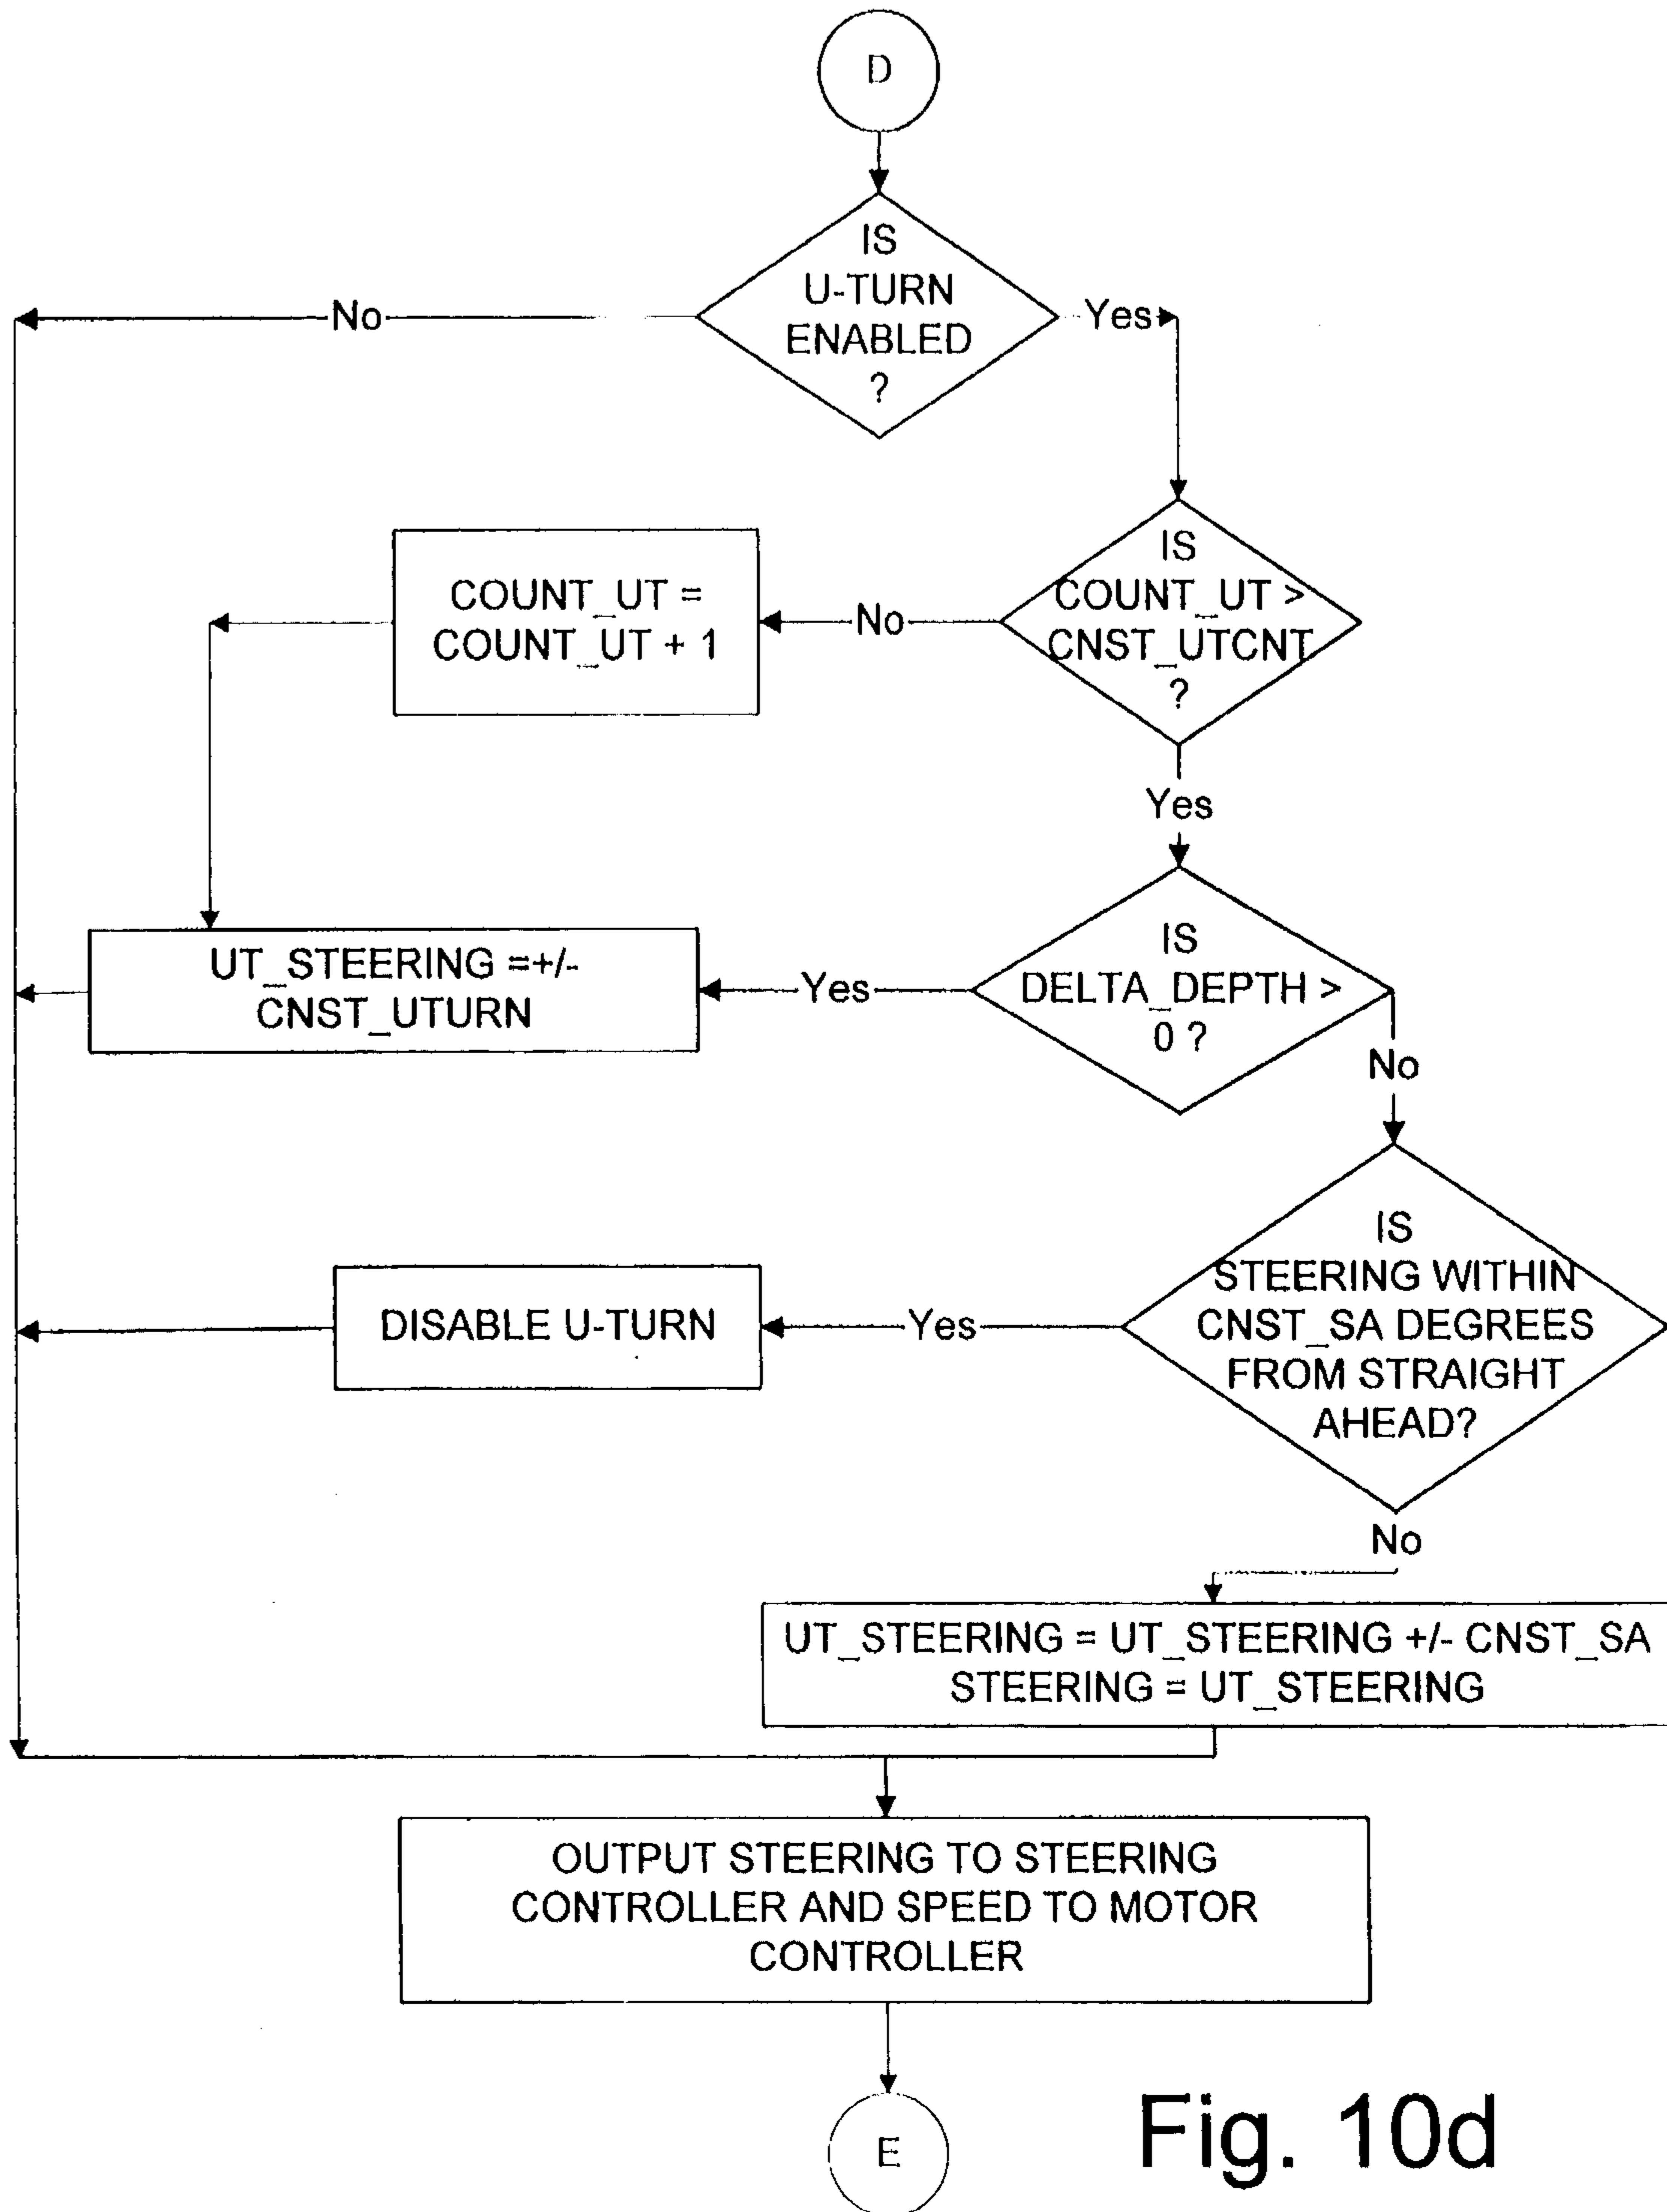 D
IS
U-TURN
ENABLED
?
No
Yes
IS
COUNT_UT >
CNST_UTCNT
?
No
COUNT_UT =
COUNT_UT + 1
Yes
IS
DELTA_DEPTH >
0 ?
Yes
UT_STEERING =+/-
CNST_UTURN
No
IS
STEERING WITHIN
CNST_SA DEGREES
FROM STRAIGHT
AHEAD?
Yes
DISABLE U-TURN
No
UT_STEERING = UT_STEERING +/- CNST_SA
STEERING = UT_STEERING
OUTPUT STEERING TO STEERING
CONTROLLER AND SPEED TO MOTOR
CONTROLLER
E
Fig. 10d